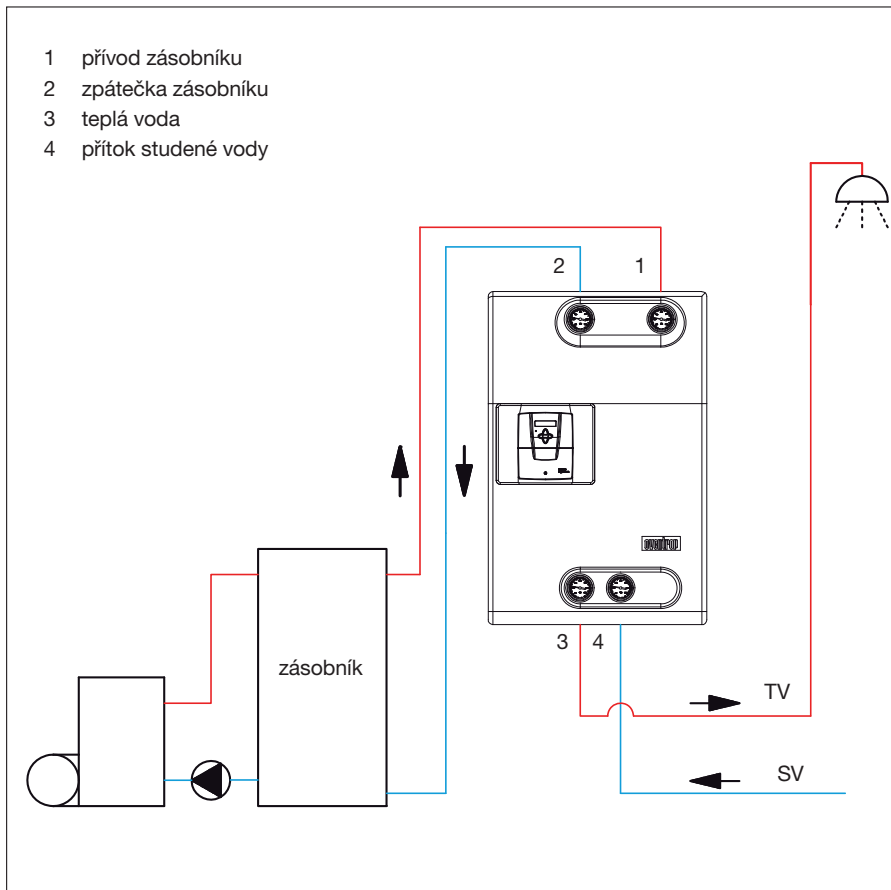 1 přívod zásobníku
2 zpátečka zásobníku
3 teplá voda
4 přítok studené vody
2 1
zásobník
3 4
TV
SV